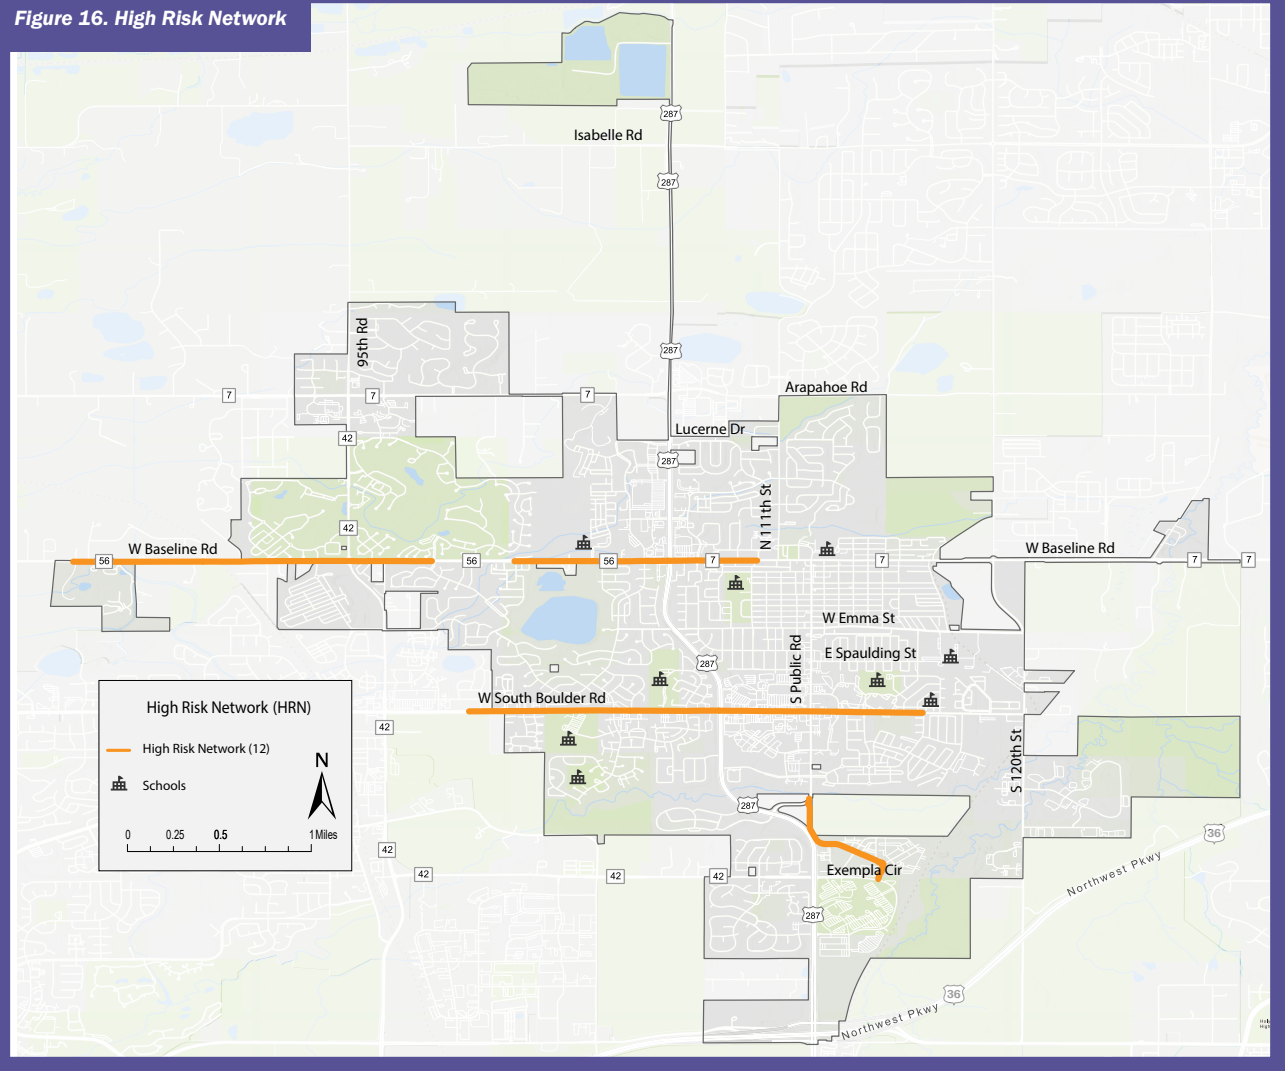 Figure 16. High Risk Network
287
Isabelle Rd
287
95th Rd
287
7
7
7
Arapahoe Rd
42
Lucerne Dr
287
N 111th St
42
W Baseline Rd
W Baseline Rd
56
56
56
7
7
7
7
W Emma St
S Public Rd
E Spaulding St
287
W South Boulder Rd
High Risk Network (HRN)
High Risk Network (12)
Schools
N
0 0.25 0.5 1 Miles
42
S 120th St
287
36
42
Northwest Pkwy
42
42
42
Exempla Cir
287
36
Northwest Pkwy